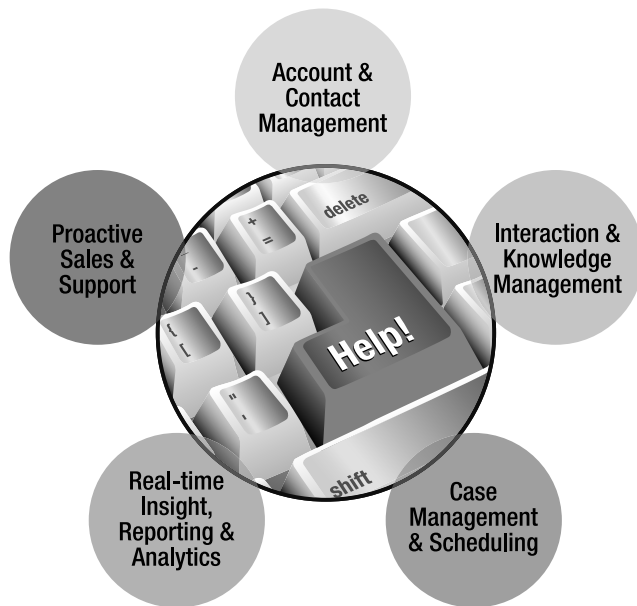 Account &
Contact
Management
Proactive
Sales &
Support
Interaction &
Knowledge
Management
delete
+
=
-
}
]
{
[
Help!
"
-
shift
Real-time
Insight,
Reporting &
Analytics
Case
Management
& Scheduling